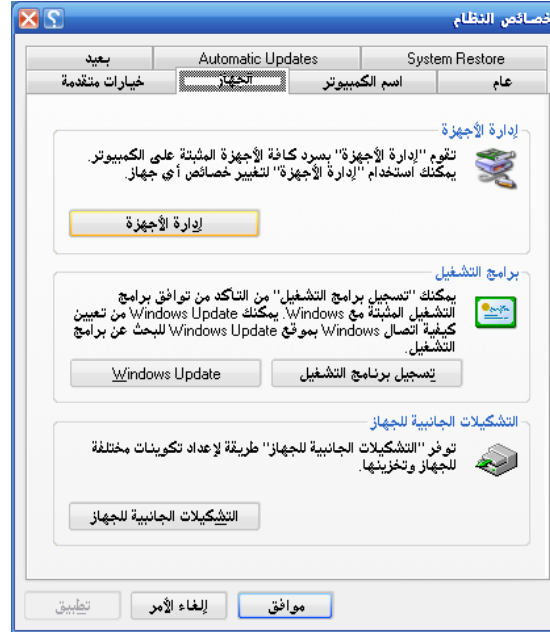 خصائص النظام
System Restore
Automatic Updates
بعيد
عام
اسم الكمبيوتر
الجهاز
خيارات متقدمة
إدارة الأجهزة
تقوم "إدارة الأجهزة" بسرد كافة الأجهزة المثبتة على الكمبيوتر.
يمكنك استخدام "إدارة الأجهزة" لتغيير خصائص أي جهاز.
إدارة الأجهزة
برامج التشغيل
يمكنك "تسجيل برامج التشغيل" من التأكد من توافق برامج
التشغيل المثبتة مع Windows. يمكنك Windows Update من تعيين
كيفية اتصال Windows بموقع Windows Update للبحث عن برامج
التشغيل.
تسجيل برنامج التشغيل
Windows Update
التشكيلات الجانبية للجهاز
توفر "التشكيلات الجانبية للجهاز" طريقة لإعداد تكوينات مختلفة
للجهاز وتخزينها.
التشكيلات الجانبية للجهاز
موافق
إلغاء الأمر
تطبيق